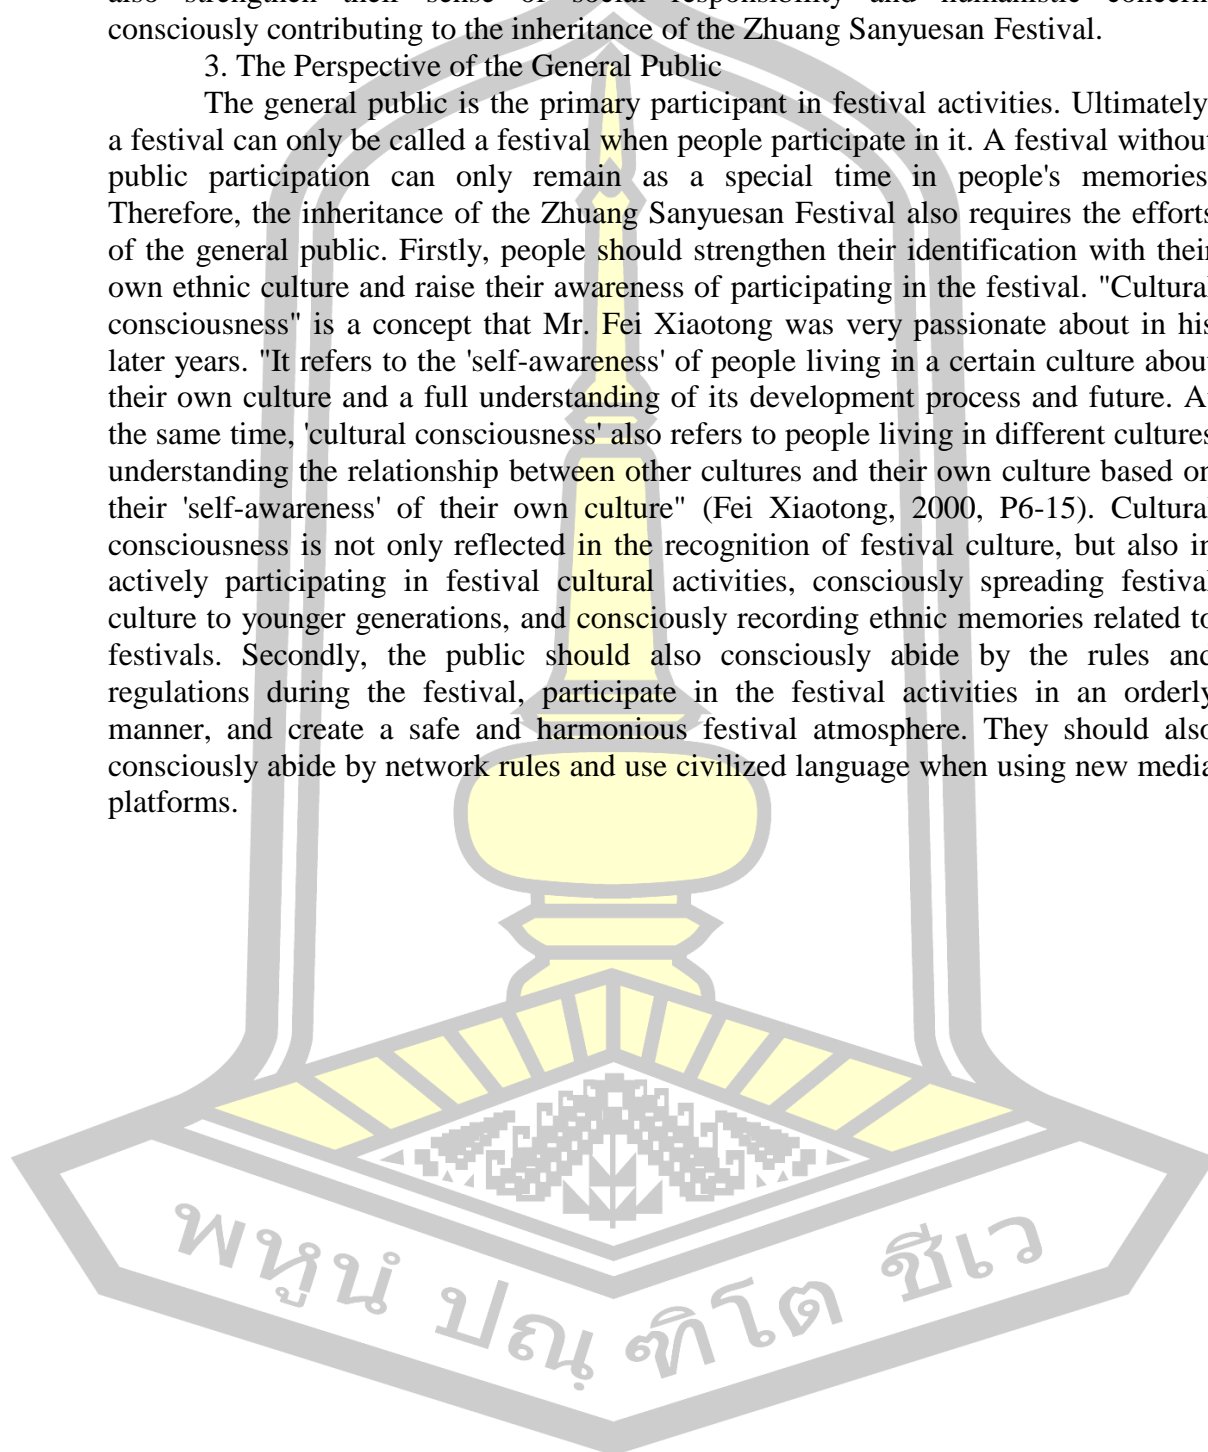 also strengthen their sense of social responsibility and humanistic concern
consciously contributing to the inheritance of the Zhuang Sanyuesan Festival.
3. The Perspective of the General Public
The general public is the primary participant in festival activities. Ultimately
a festival can only be called a festival when people participate in it. A festival without
public participation can only remain as a special time in people's memories.
Therefore, the inheritance of the Zhuang Sanyuesan Festival also requires the efforts
of the general public. Firstly, people should strengthen their identification with their
own ethnic culture and raise their awareness of participating in the festival. "Cultural
consciousness" is a concept that Mr. Fei Xiaotong was very passionate about in his
later years. "It refers to the 'self-awareness' of people living in a certain culture about
their own culture and a full understanding of its development process and future. At
the same time, 'cultural consciousness' also refers to people living in different cultures
understanding the relationship between other cultures and their own culture based on
their 'self-awareness' of their own culture" (Fei Xiaotong, 2000, P6-15). Cultural
consciousness is not only reflected in the recognition of festival culture, but also in
actively participating in festival cultural activities, consciously spreading festival
culture to younger generations, and consciously recording ethnic memories related to
festivals. Secondly, the public should also consciously abide by the rules and
regulations during the festival, participate in the festival activities in an orderly
manner, and create a safe and harmonious festival atmosphere. They should also
consciously abide by network rules and use civilized language when using new media
platforms.
พหูนํ ปณฺฑิโต ชีเว